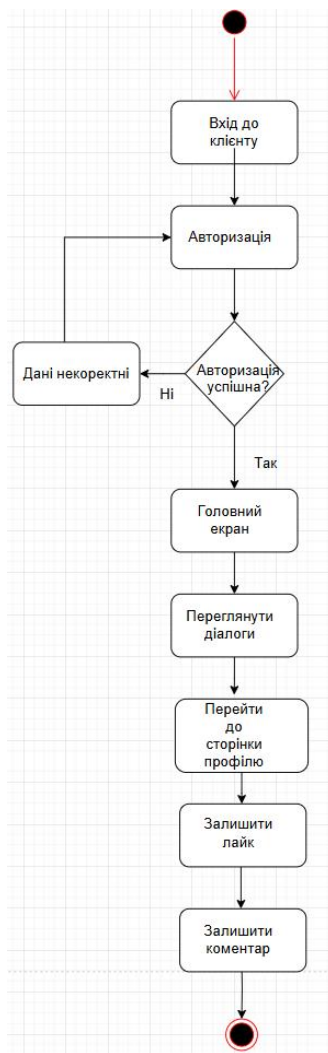 Вхід до
клієнту
Авторизація
Авторизація
успішна?
Дані некоректні
Ні
Так
Головний
екран
Переглянути
діалоги
Перейти
до
сторінки
профілю
Залишити
лайк
Залишити
коментар